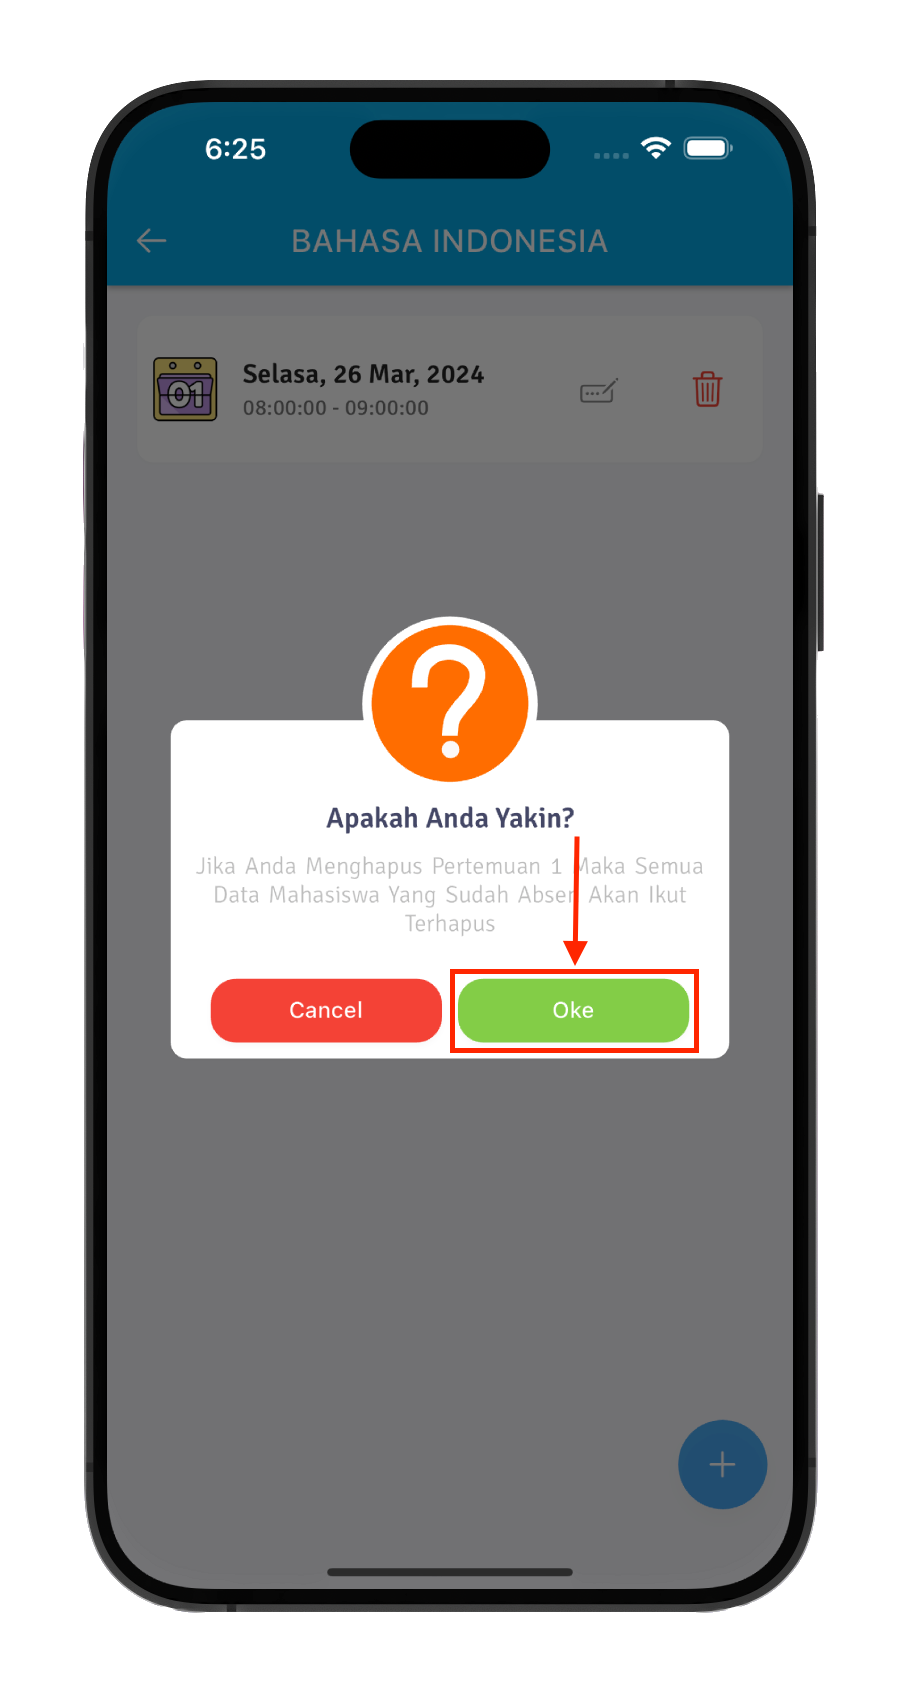 6:25
BAHASA INDONESIA
01
Selasa, 26 Mar, 2024
08:00:00 - 09:00:00
Apakah Anda Yakin?
Jika Anda Menghapus Pertemuan 1 Maka Semua
Data Mahasiswa Yang Sudah Absen Akan Ikut
Terhapus
Cancel
Oke